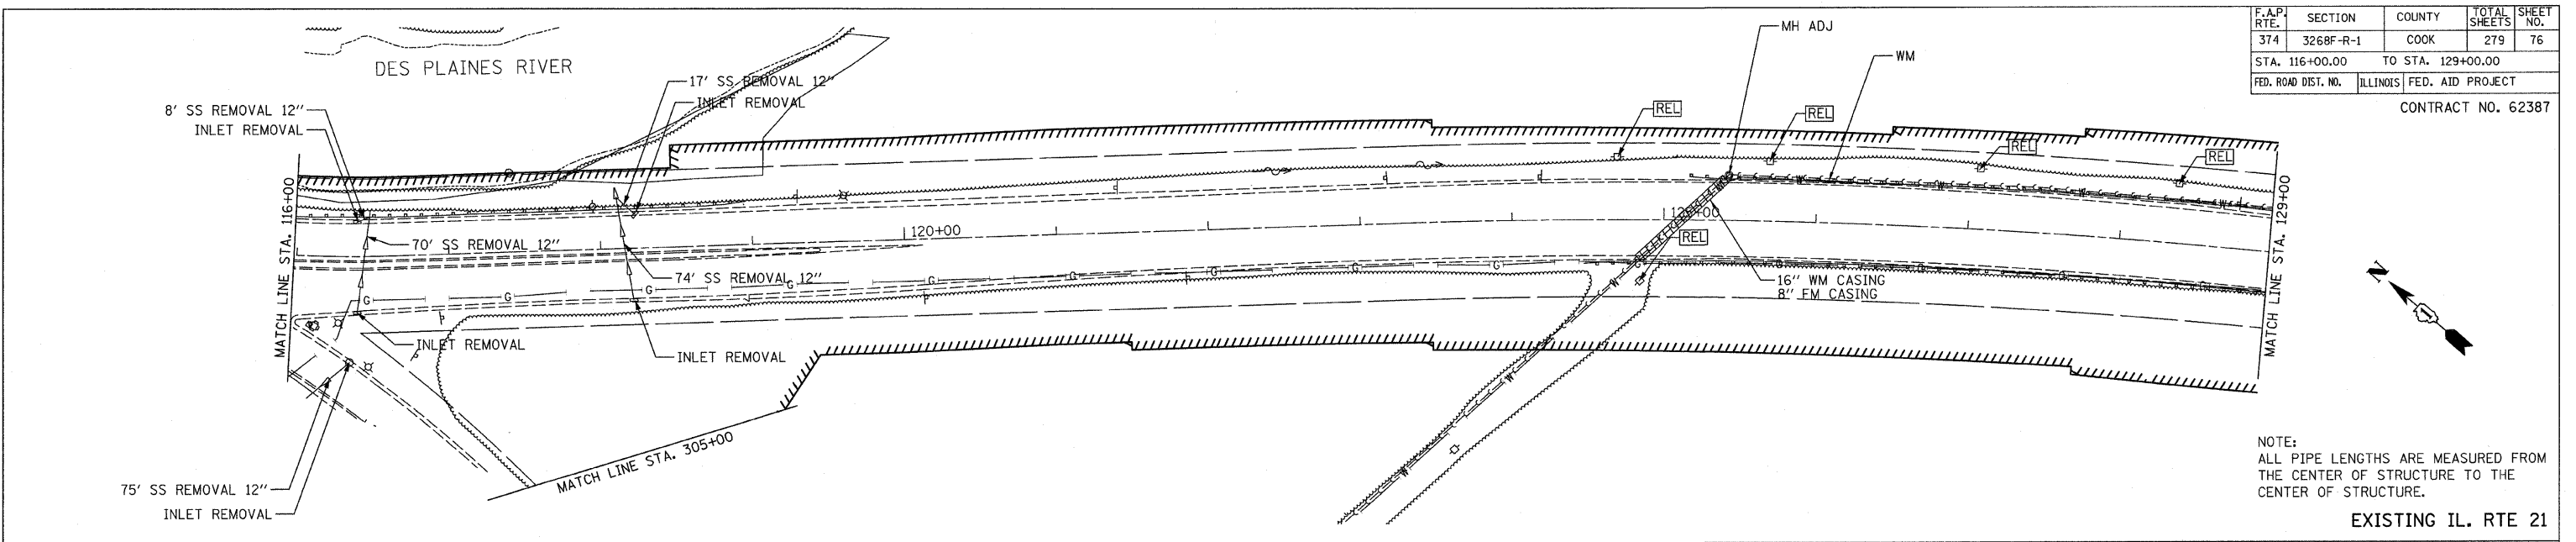 F.A.P. RTE. SECTION COUNTY TOTAL SHEETS SHEET NO.
374 3268F-R-1 COOK 279 76
STA. 116+00.00 TO STA. 129+00.00
FED. ROAD DIST. NO. ILLINOIS FED. AID PROJECT
CONTRACT NO. 62387
DES PLAINES RIVER
MH ADJ
WM
17' SS REMOVAL 12"
INLET REMOVAL
8' SS REMOVAL 12"
INLET REMOVAL
REL
REL
REL
REL
MATCH LINE STA. 116+00
MATCH LINE STA. 129+00
120+00
125+00
REL
70' SS REMOVAL 12"
74' SS REMOVAL 12"
G G G G G G G G G G G G
W W W W W W W
16" WM CASING
8" FM CASING
INLET REMOVAL
INLET REMOVAL
N
1
MATCH LINE STA. 305+00
75' SS REMOVAL 12"
INLET REMOVAL
NOTE:
ALL PIPE LENGTHS ARE MEASURED FROM
THE CENTER OF STRUCTURE TO THE
CENTER OF STRUCTURE.
EXISTING IL. RTE 21